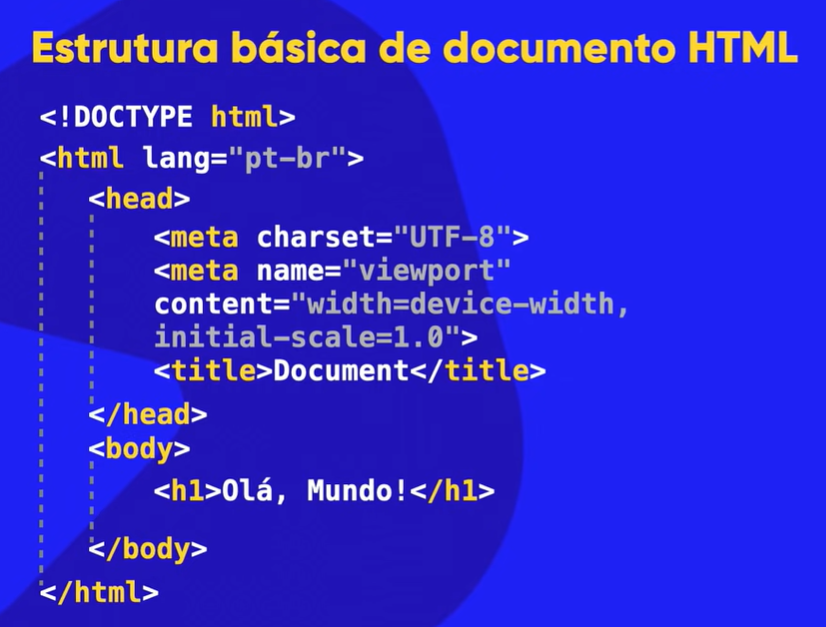 Estrutura básica de documento HTML
<!DOCTYPE html>
<html lang="pt-br">
<head>
<meta charset="UTF-8">
<meta name="viewport"
content="width=device-width,
initial-scale=1.0">
<title>Document</title>
</head>
<body>
<h1>Olá, Mundo!</h1>
</body>
</html>